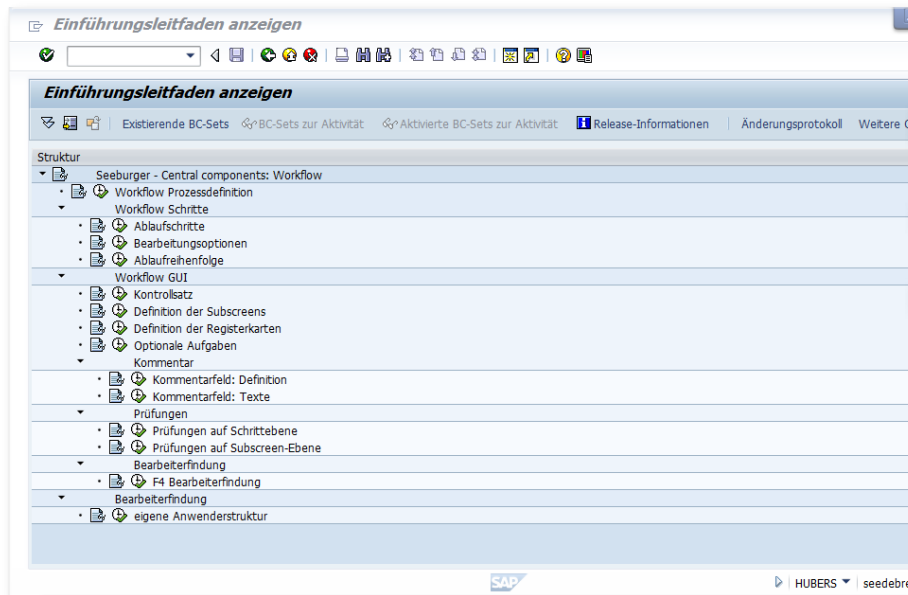 Einführungsleitfaden anzeigen
Einführungsleitfaden anzeigen
Existierende BC-Sets BC-Sets zur Aktivität Aktivierte BC-Sets zur Aktivität Release-Informationen Änderungsprotokoll Weitere
Struktur
Seeburger - Central components: Workflow
Workflow Prozessdefinition
Workflow Schritte
Ablaufschritte
Bearbeitungsoptionen
Ablaufreihenfolge
Workflow GUI
Kontrollsatz
Definition der Subscreens
Definition der Registerkarten
Optionale Aufgaben
Kommentar
Kommentarfeld: Definition
Kommentarfeld: Texte
Prüfungen
Prüfungen auf Schrittebene
Prüfungen auf Subscreen-Ebene
Bearbeiterfindung
F4 Bearbeiterfindung
Bearbeiterfindung
eigene Anwenderstruktur
SAP HUBERS seedebre